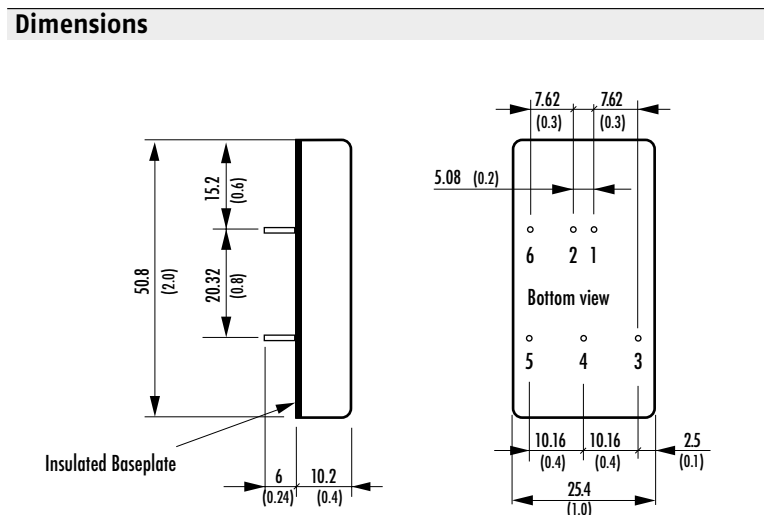 Dimensions
7.62 7.62
(0.3) (0.3)
5.08 (0.2)
15.2
(0.6)
50.8
(2.0)
20.32
(0.8)
6 2 1
Bottom view
5 4 3
Insulated Baseplate
10.16 10.16 2.5
(0.4) (0.4) (0.1)
6 10.2
(0.24) (0.4)
25.4
(1.0)